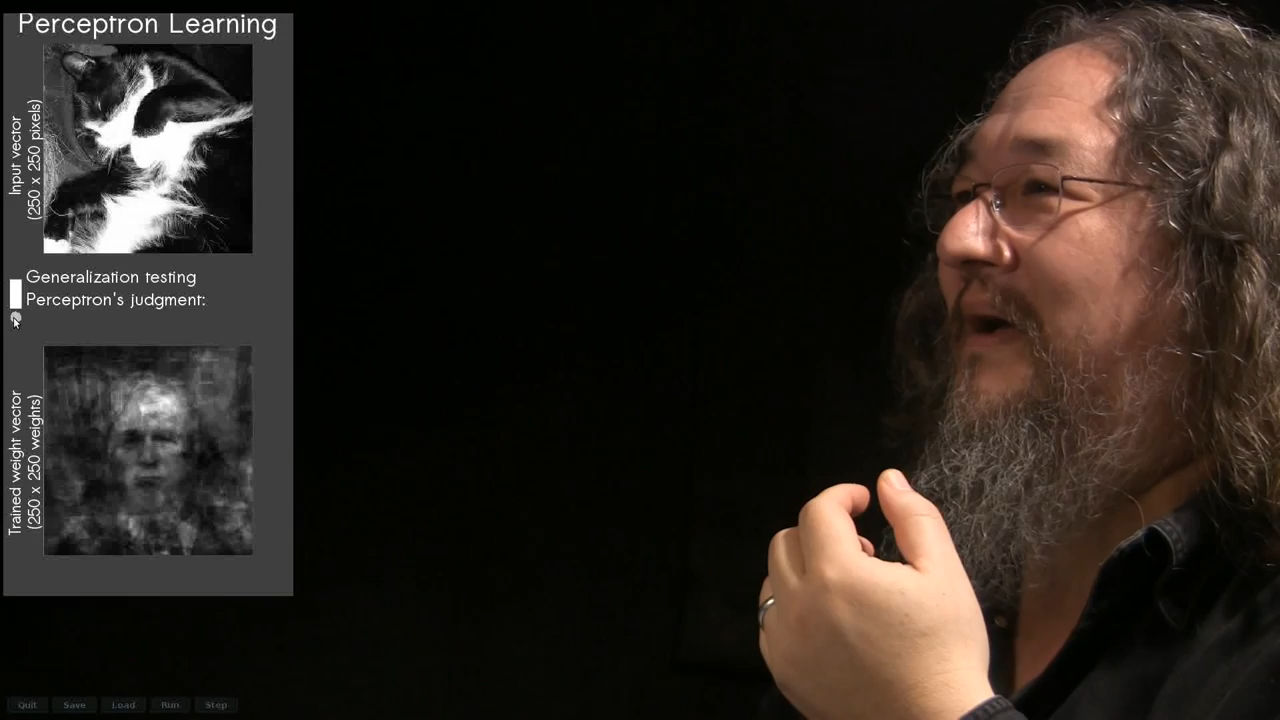 Perceptron Learning
Input vector
(250 x 250 pixels)
Generalization testing
Perceptron's judgment:
Trained weight vector
(250 x 250 weights)
Quit
Save
Load
Run
Step